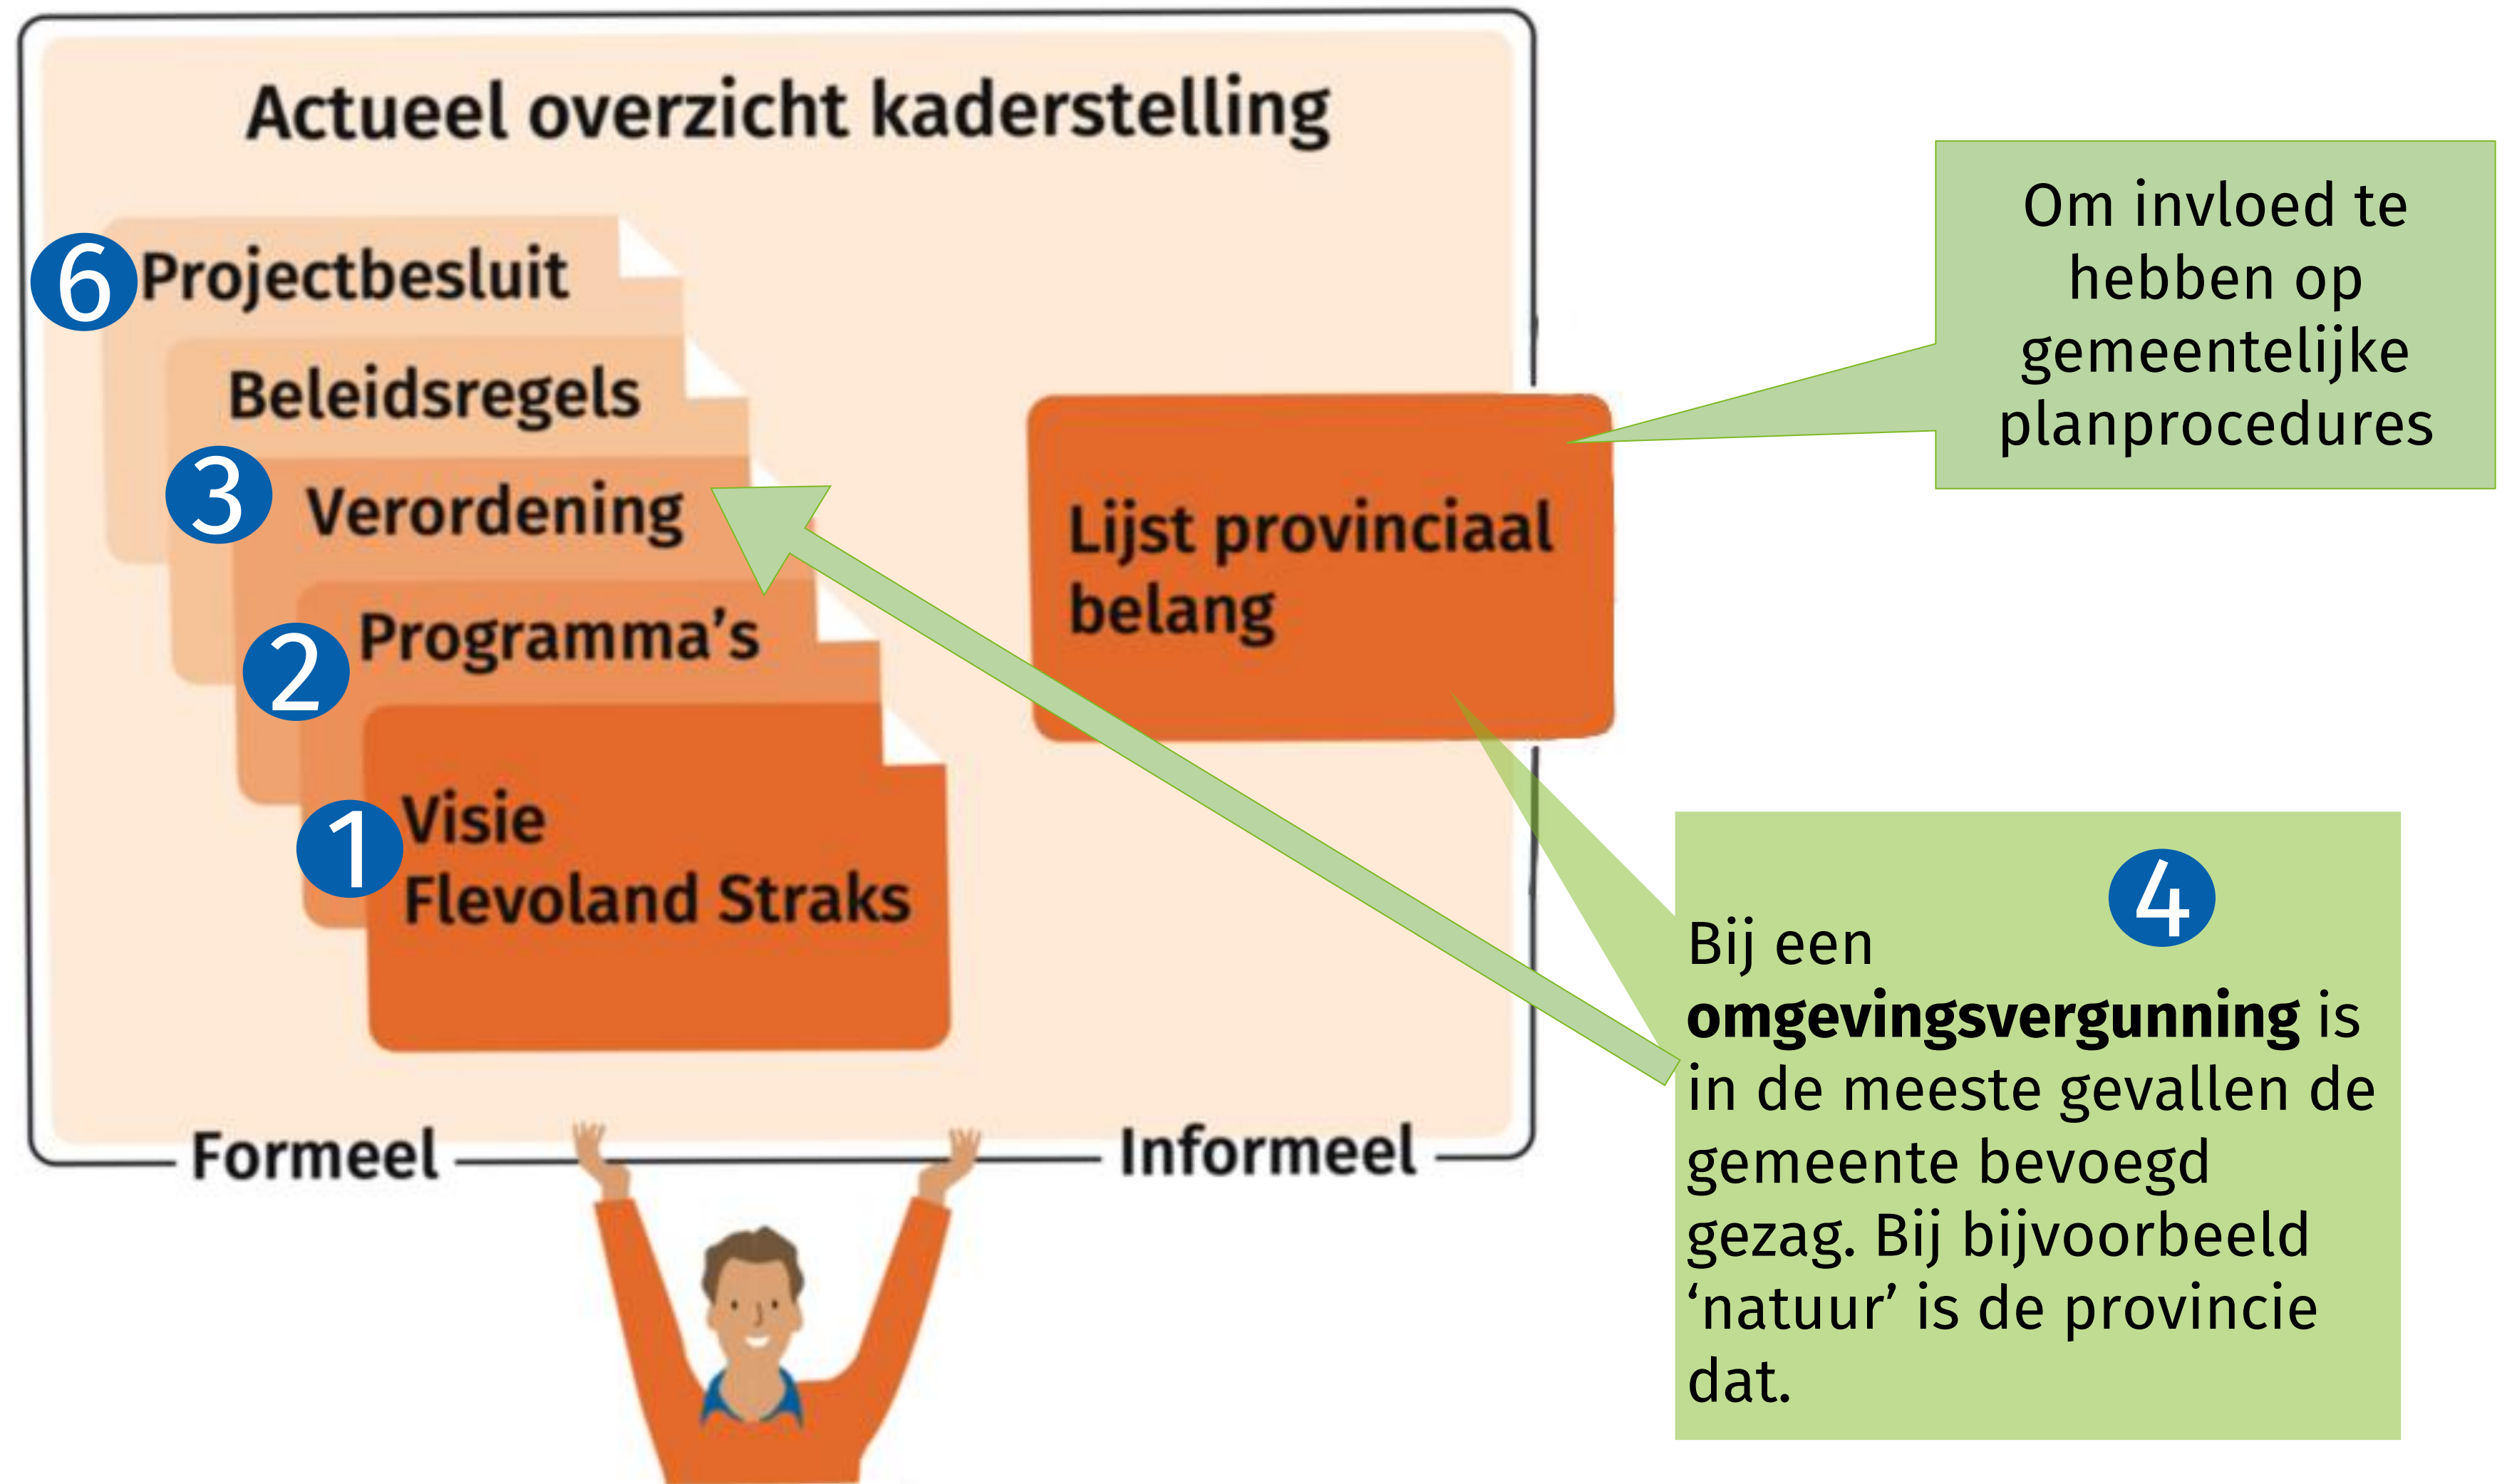 Actueel overzicht kaderstelling
6
Projectbesluit
Beleidsregels
3
Verordening
2
Programma’s
1
Visie
Flevoland Straks
Lijst provinciaal
belang
Formeel
Informeel
Om invloed te
hebben op
gemeentelijke
planprocedures
4
Bij een
omgevingsvergunning is
in de meeste gevallen de
gemeente bevoegd
gezag. Bij bijvoorbeeld
‘natuur’ is de provincie
dat.